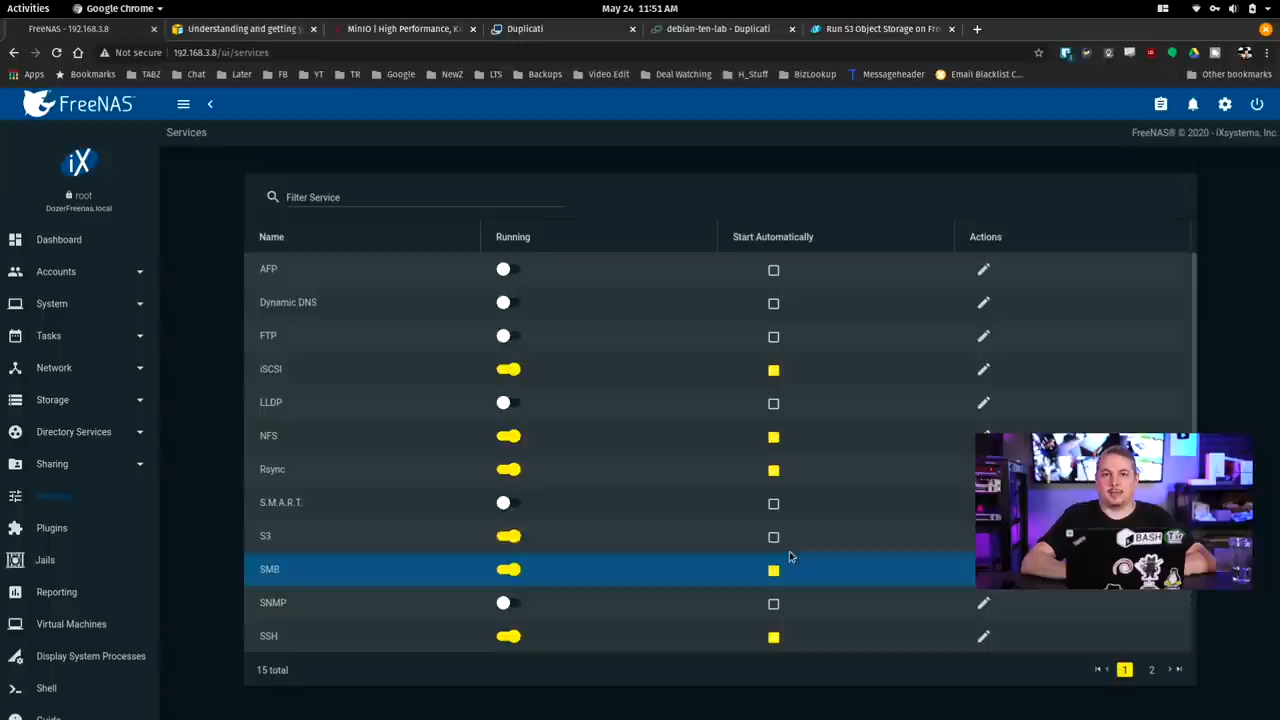 Activities
Google Chrome
May 24 11:51 AM
FreeNAS - 192.168.3.8
Understanding and getting y
MinIO | High Performance, K
Duplicati
debian-ten-lab - Duplicati
Run S3 Object Storage on Fre
Not secure
192.168.3.8/ui/services
Apps
Bookmarks
TABZ
Chat
Later
FB
YT
TR
Google
NewZ
LTS
Backups
Video Edit
Deal Watching
H_Stuff
BizLookup
Messageheader
Email Blacklist C...
Other bookmarks
FreeNAS
Services
FreeNAS® © 2020 - iXsystems, Inc.
iX
root
DozerFreenas.local
Dashboard
Accounts
System
Tasks
Network
Storage
Directory Services
Sharing
Services
Plugins
Jails
Reporting
Virtual Machines
Display System Processes
Shell
Guide
Filter Service
Name
Running
Start Automatically
Actions
AFP
Dynamic DNS
FTP
iSCSI
LLDP
NFS
Rsync
S.M.A.R.T.
S3
SMB
SNMP
SSH
15 total
1
2
BASH